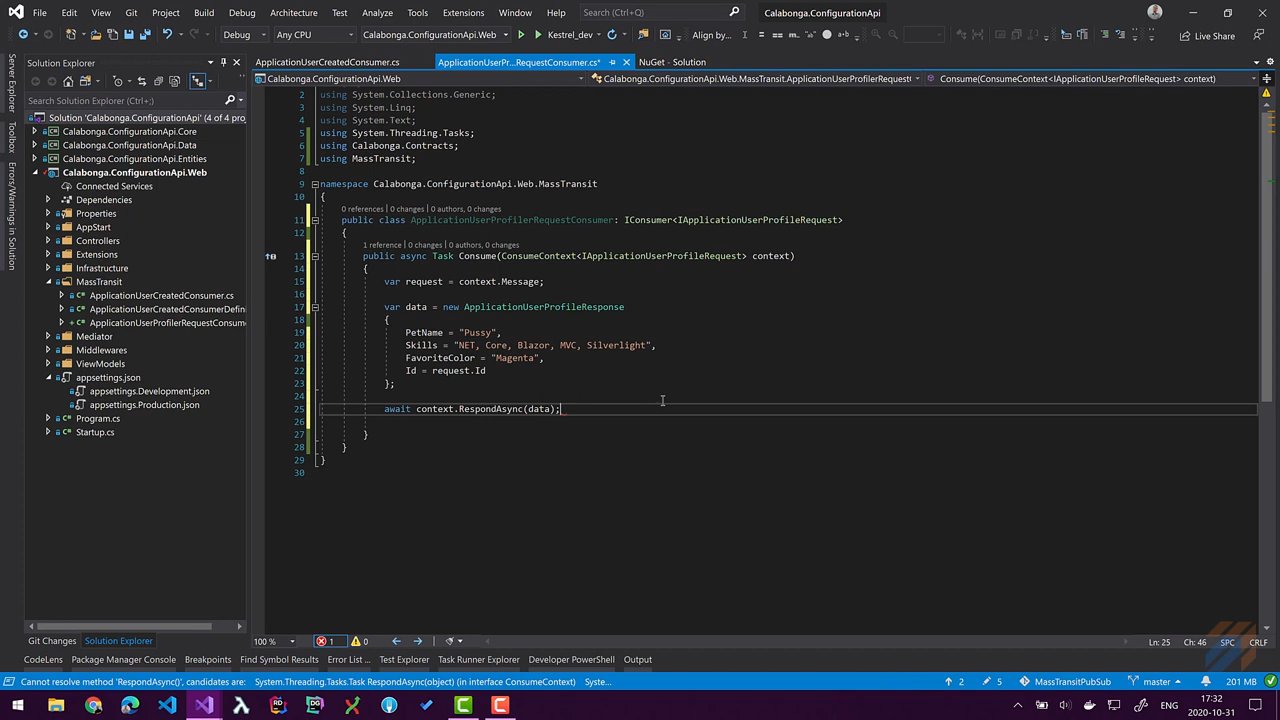 File Edit View Git Project Build Debug Architecture Test Analyze Tools Extensions Window Help Search (Ctrl+;) Calabonga.ConfigurationApi
Debug Any CPU Calabonga.ConfigurationApi.Web Kestrel_dev Align by... Live Share
Solution Explorer
ApplicationUserCreatedConsumer.cs ApplicationUserPr...RequestConsumer.cs* NuGet - Solution
Calabonga.ConfigurationApi.Web Calabonga.ConfigurationApi.Web.MassTransit.ApplicationUserProfilerRequest Consume(ConsumeContext<IApplicationUserProfileRequest> context)
Server Explorer
Toolbox
Errors/Warnings in Solution
Search Solution Explorer (Ctrl+;)
Solution 'Calabonga.ConfigurationApi' (4 of 4 proj
Calabonga.ConfigurationApi.Core
Calabonga.ConfigurationApi.Data
Calabonga.ConfigurationApi.Entities
Calabonga.ConfigurationApi.Web
Connected Services
Dependencies
Properties
AppStart
Controllers
Extensions
Infrastructure
MassTransit
ApplicationUserCreatedConsumer.cs
ApplicationUserCreatedConsumerDefin
ApplicationUserProfilerRequestConsume
Mediator
Middlewares
ViewModels
appsettings.json
appsettings.Development.json
appsettings.Production.json
Program.cs
Startup.cs
2 using System.Collections.Generic;
3 using System.Linq;
4 using System.Text;
5 using System.Threading.Tasks;
6 using Calabonga.Contracts;
7 using MassTransit;
8
9 namespace Calabonga.ConfigurationApi.Web.MassTransit
10 {
0 references | 0 changes | 0 authors, 0 changes
11 public class ApplicationUserProfilerRequestConsumer: IConsumer<IApplicationUserProfileRequest>
12 {
1 reference | 0 changes | 0 authors, 0 changes
13 public async Task Consume(ConsumeContext<IApplicationUserProfileRequest> context)
14 {
15 var request = context.Message;
16
17 var data = new ApplicationUserProfileResponse
18 {
19 PetName = "Pussy",
20 Skills = "NET, Core, Blazor, MVC, Silverlight",
21 FavoriteColor = "Magenta",
22 Id = request.Id
23 };
24
25 await context.RespondAsync(data);
26
27 }
28 }
29 }
30
100 % 1 0 Ln: 25 Ch: 46 SPC CRLF
Git Changes Solution Explorer
CodeLens Package Manager Console Breakpoints Find Symbol Results Error List ... Test Explorer Task Runner Explorer Developer PowerShell Output
Cannot resolve method 'RespondAsync()', candidates are: System.Threading.Tasks.Task RespondAsync(object) (in interface ConsumeContext) Syste... 2 5 MassTransitPubSub master 201 MB
ENG 17:32
2020-10-31